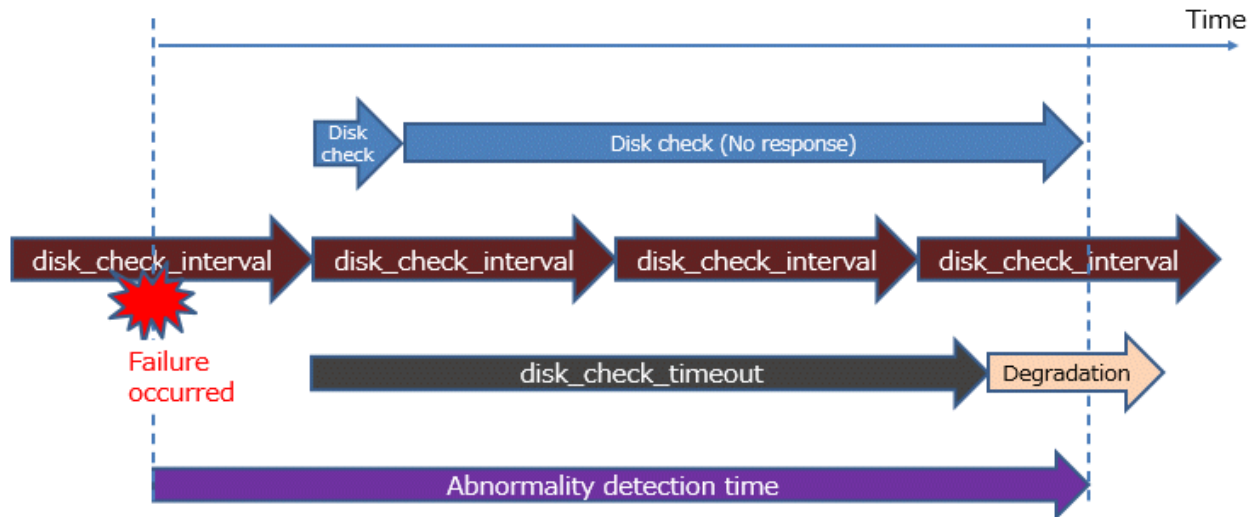 Time
Disk
check
Disk check (No response)
disk_check_interval
disk_check_interval
disk_check_interval
disk_check_interval
Failure
occurred
disk_check_timeout
Degradation
Abnormality detection time